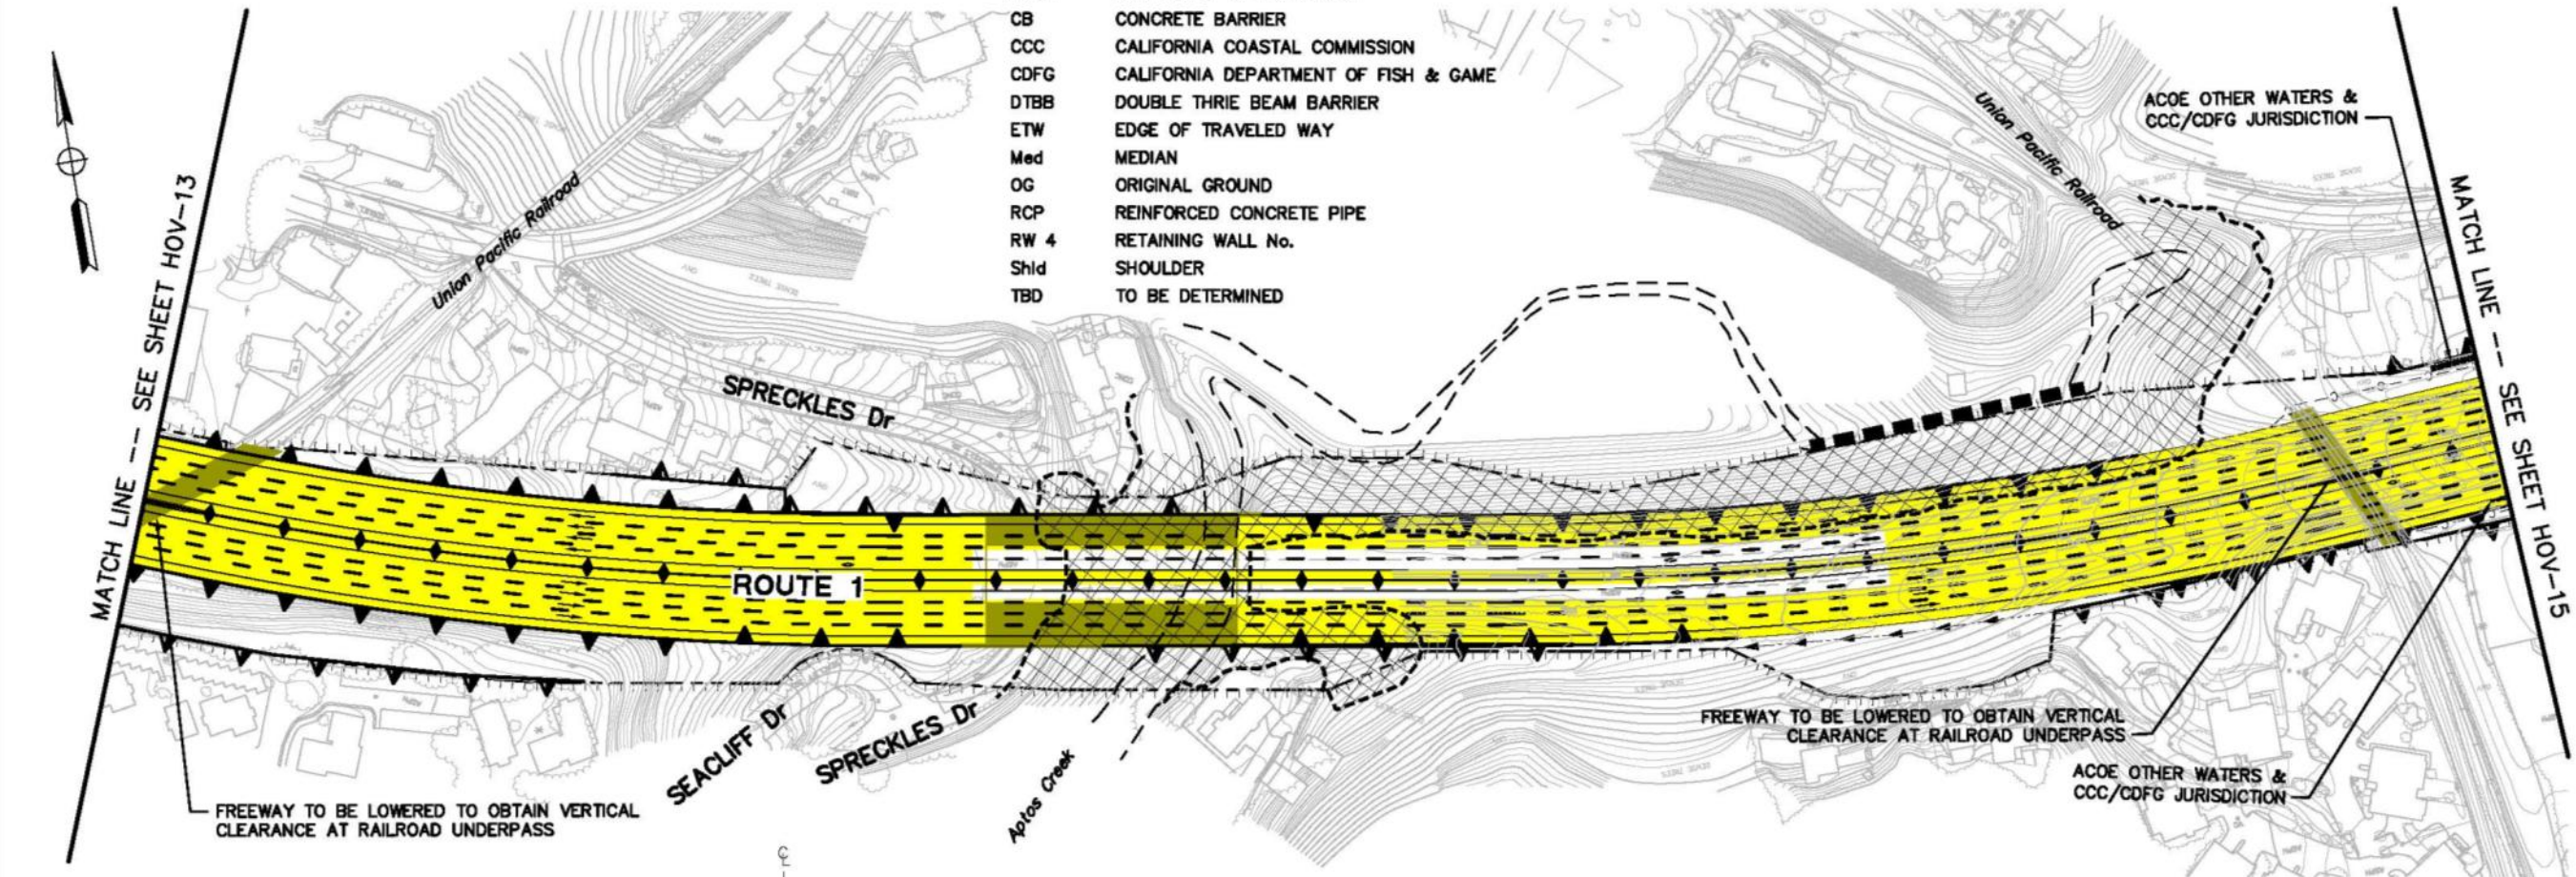 CB CONCRETE BARRIER
CCC CALIFORNIA COASTAL COMMISSION
CDFG CALIFORNIA DEPARTMENT OF FISH & GAME
DTBB DOUBLE THRIE BEAM BARRIER
ETW EDGE OF TRAVELED WAY
Med MEDIAN
OG ORIGINAL GROUND
RCP REINFORCED CONCRETE PIPE
RW 4 RETAINING WALL No.
Shld SHOULDER
TBD TO BE DETERMINED
MATCH LINE -- SEE SHEET HOV-13
Union Pacific Railroad
SPRECKLES Dr
Union Pacific Railroad
ACOE OTHER WATERS &
CCC/CDFG JURISDICTION
MATCH LINE -- SEE SHEET HOV-15
ROUTE 1
SEACLIFF Dr
SPRECKLES Dr
Aptos Creek
FREEWAY TO BE LOWERED TO OBTAIN VERTICAL
CLEARANCE AT RAILROAD UNDERPASS
FREEWAY TO BE LOWERED TO OBTAIN VERTICAL
CLEARANCE AT RAILROAD UNDERPASS
ACOE OTHER WATERS &
CCC/CDFG JURISDICTION